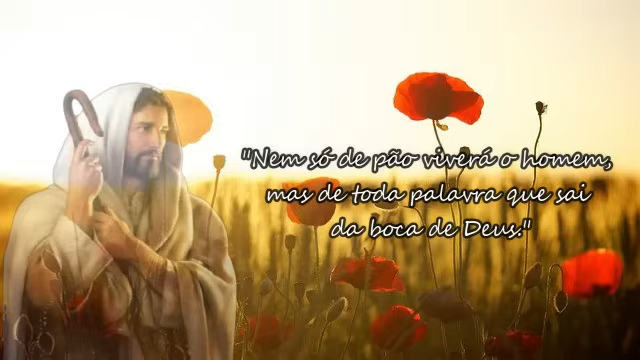 "Nem só de pão viverá o homem,
mas de toda palavra que sai
da boca de Deus."